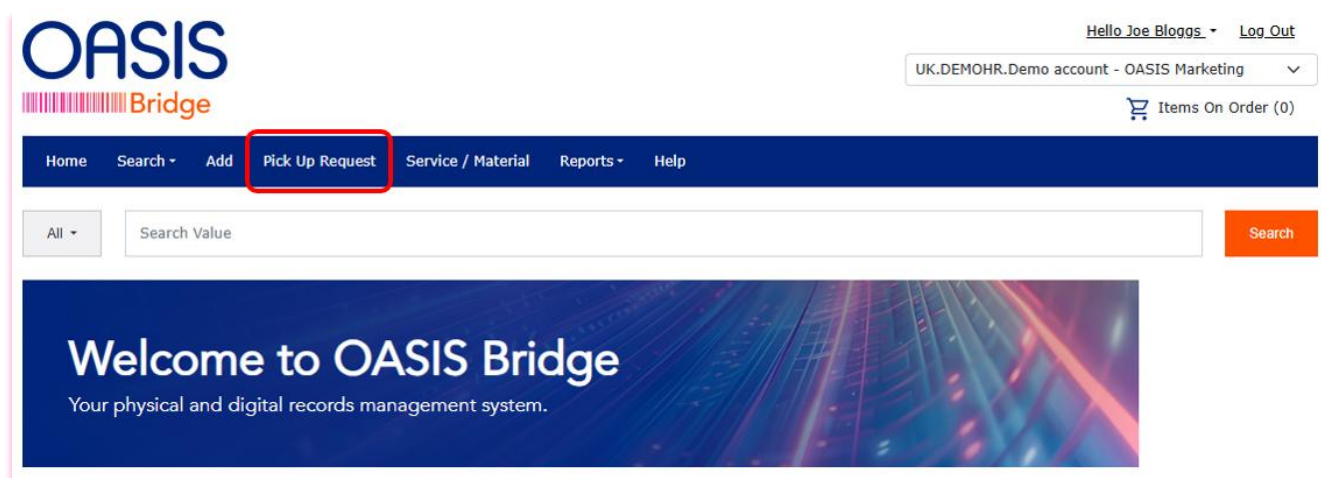 OASIS
Bridge
Hello Joe Bloggs Log Out
UK.DEMOHR.Demo account - OASIS Marketing
Items On Order (0)
Home Search Add Pick Up Request Service / Material Reports Help
All Search Value Search
Welcome to OASIS Bridge
Your physical and digital records management system.